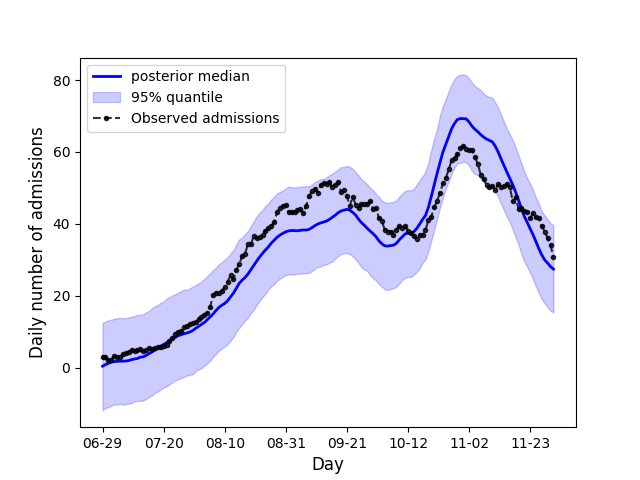 posterior median
95% quantile
Observed admissions
Daily number of admissions
80
60
40
20
0
06-29 07-20 08-10 08-31 09-21 10-12 11-02 11-23
Day